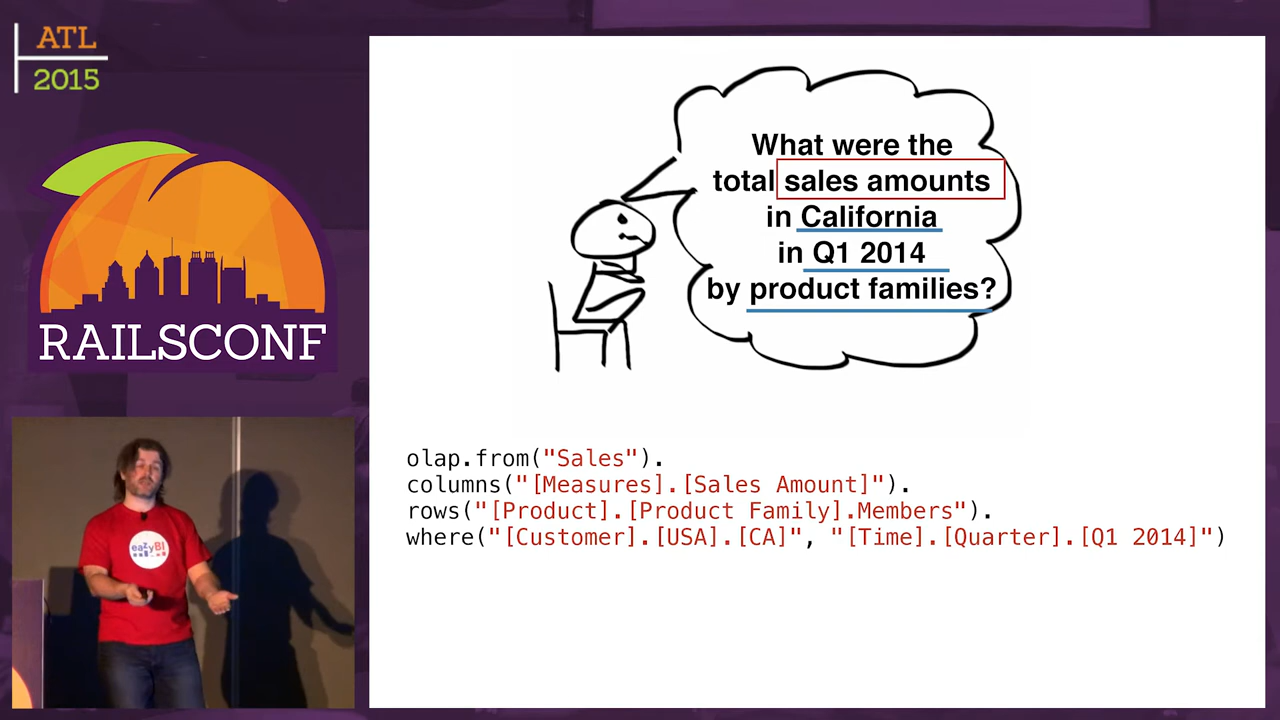 ATL
2015
RAILSCONF
eazyBI
What were the
total sales amounts
in California
in Q1 2014
by product families?
olap.from("Sales").
columns("[Measures].[Sales Amount]").
rows("[Product].[Product Family].Members").
where("[Customer].[USA].[CA]", "[Time].[Quarter].[Q1 2014]")